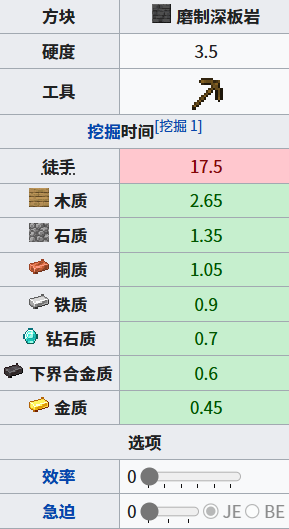 方块 磨制深板岩
硬度 3.5
工具
挖掘时间[挖掘 1]
徒手 17.5
木质 2.65
石质 1.35
铜质 1.05
铁质 0.9
钻石质 0.7
下界合金质 0.6
金质 0.45
选项
效率 0
急迫 0 JE BE